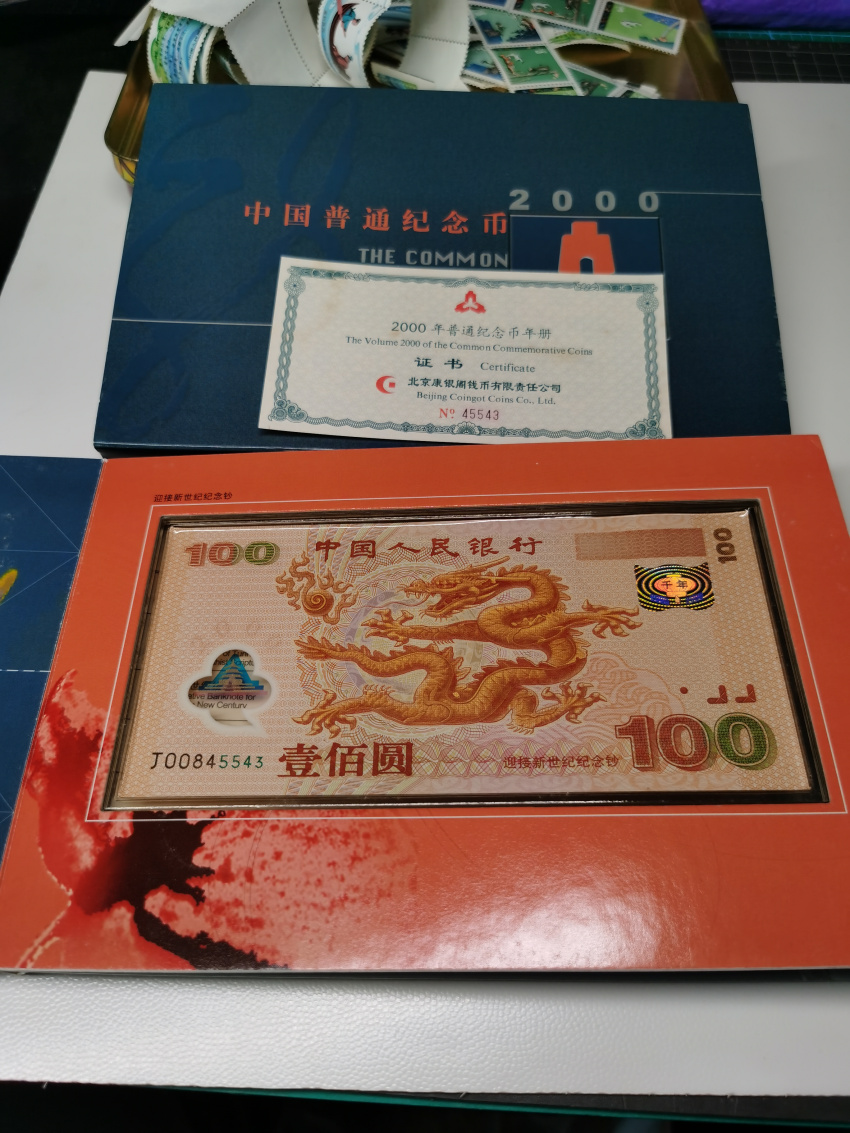 2000
中国普通纪念币
THE COMMON
2000 年普通纪念币年册
The Volume 2000 of the Common Commemorative Coins
证书 Certificate
北京康银阁钱币有限责任公司
Beijing Coingot Coins Co., Ltd.
Nº 45543
迎接新世纪纪念钞
100 中国人民银行
100
千年
ative banknote for
New Century
J00845543
壹佰圆
迎接新世纪纪念钞
100